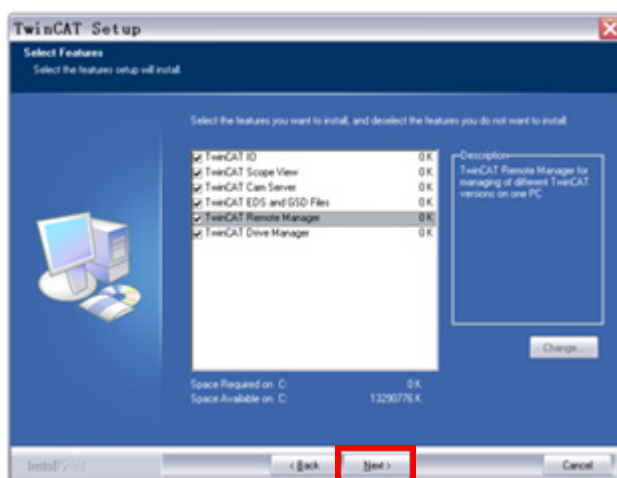 TwinCAT Setup
Select Features
Select the features setup will install.
Select the features you want to install, and deselect the features you do not want to install.
TwinCAT IO 0 K
TwinCAT Scope View 0 K
TwinCAT Cam Server 0 K
TwinCAT EDS and GSD Files 0 K
TwinCAT Remote Manager 0 K
TwinCAT Drive Manager 0 K
Description
TwinCAT Remote Manager for
managing of different TwinCAT
versions on one PC
Change...
Space Required on C: 0 K
Space Available on C: 13290776 K
InstallShield
< Back
Next >
Cancel